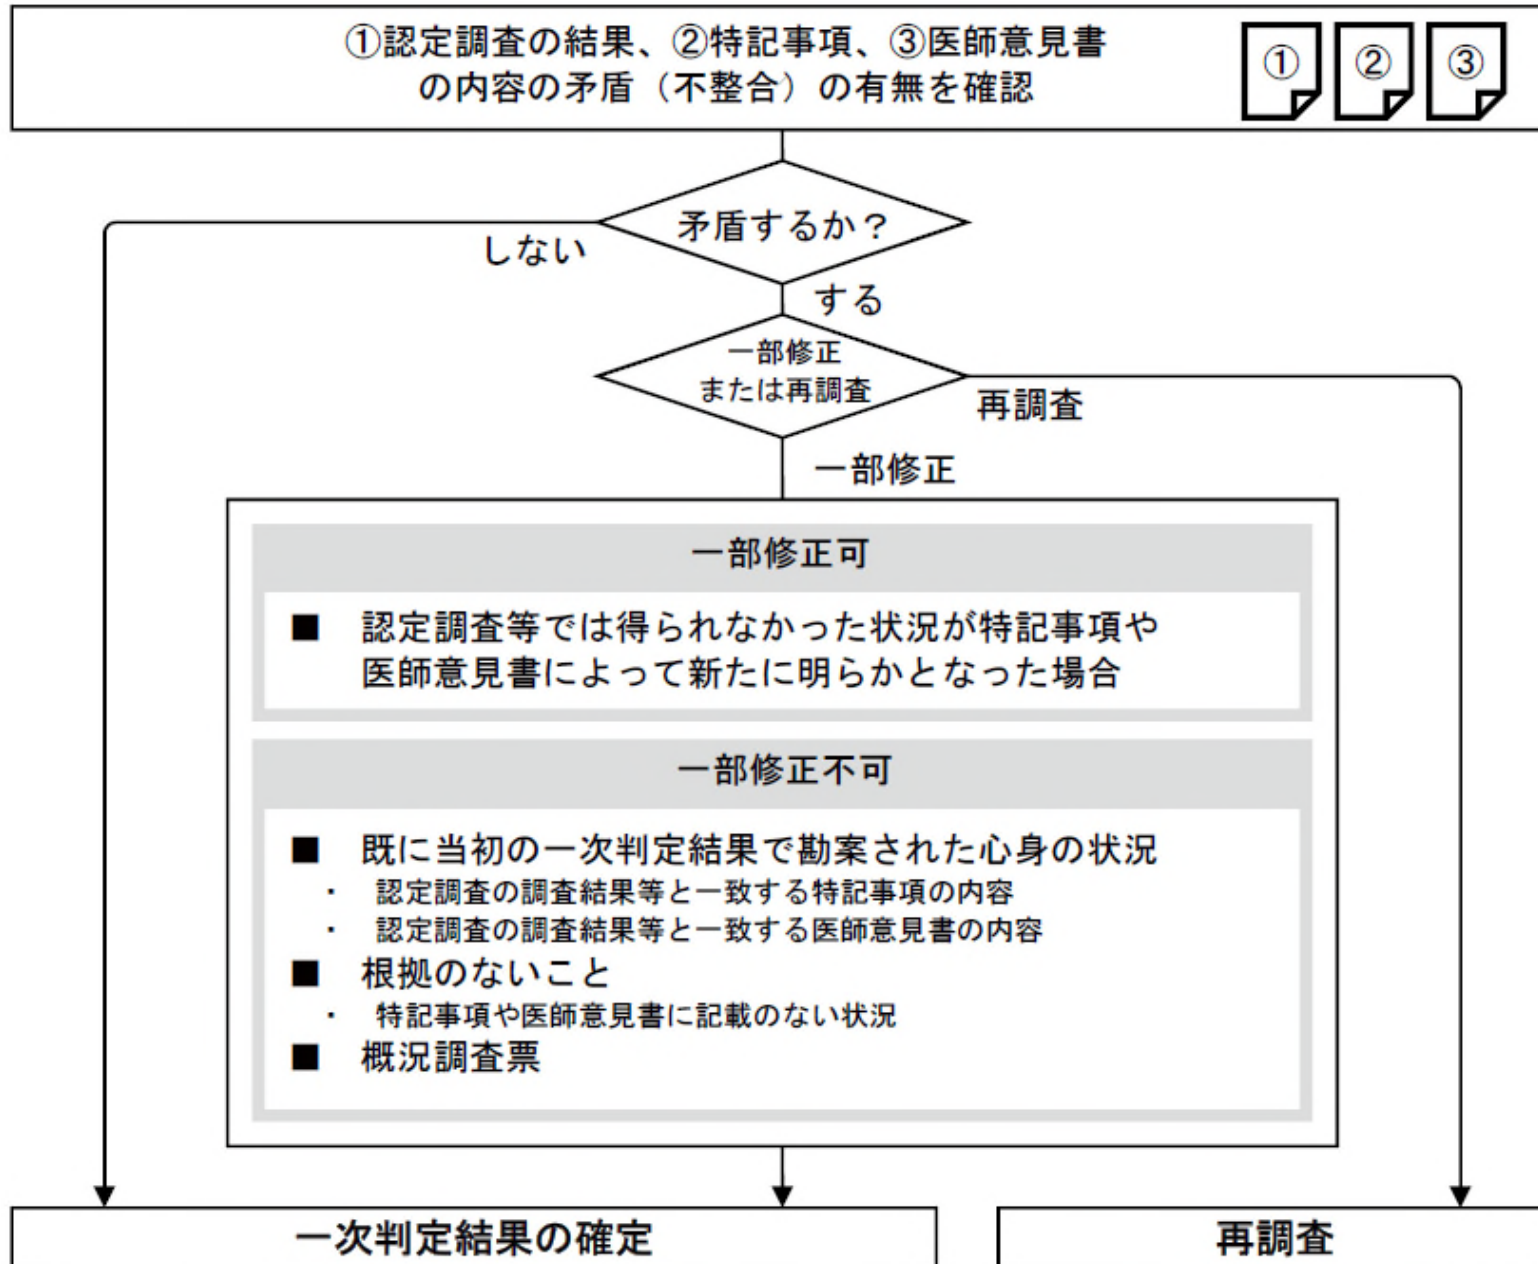 ①認定調査の結果、②特記事項、③医師意見書
の内容の矛盾（不整合）の有無を確認
① ② ③
矛盾するか？
しない
する
一部修正
または再調査
再調査
一部修正
一部修正可
■ 認定調査等では得られなかった状況が特記事項や
医師意見書によって新たに明らかとなった場合
一部修正不可
■ 既に当初の一次判定結果で勘案された心身の状況
・ 認定調査の調査結果等と一致する特記事項の内容
・ 認定調査の調査結果等と一致する医師意見書の内容
■ 根拠のないこと
・ 特記事項や医師意見書に記載のない状況
■ 概況調査票
一次判定結果の確定
再調査